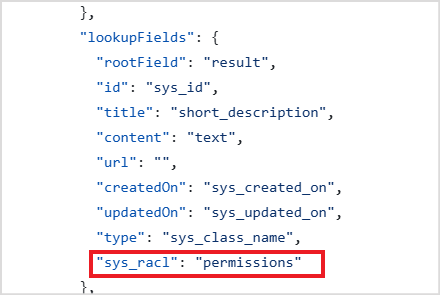 },
"lookupFields": {
"rootField": "result",
"id": "sys_id",
"title": "short_description",
"content": "text",
"url": "",
"createdOn": "sys_created_on",
"updatedOn": "sys_updated_on",
"type": "sys_class_name",
"sys_racl": "permissions"
},